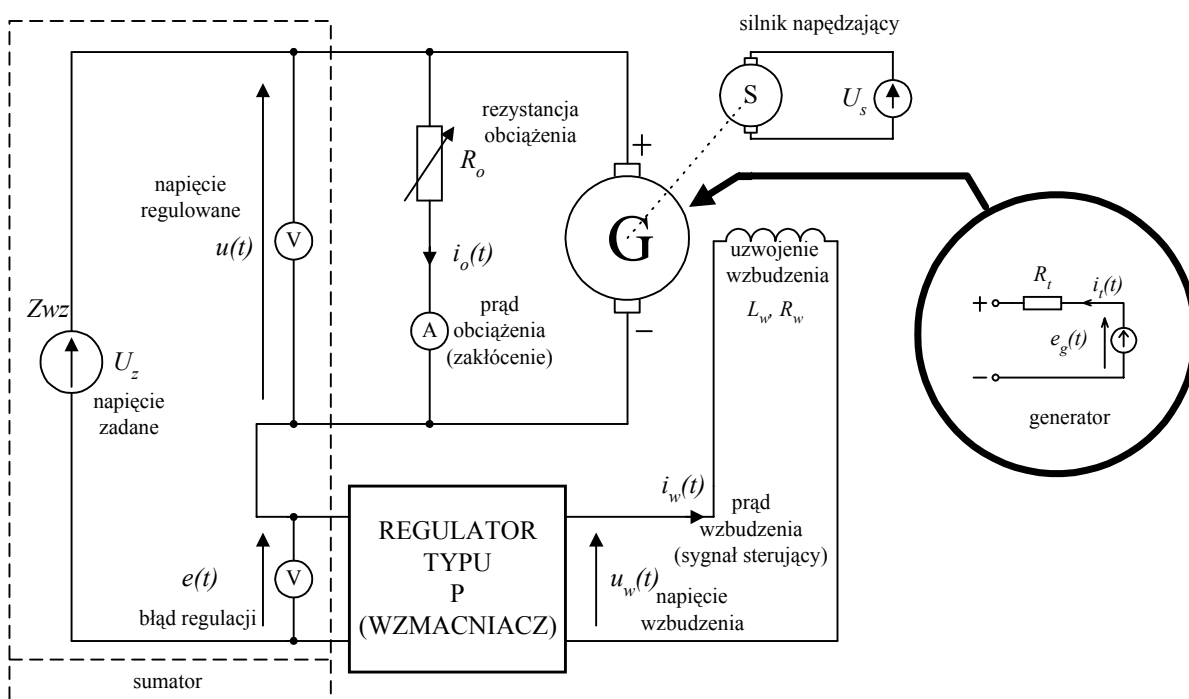 silnik napędzający
S
U_s
rezystancja
obciążenia
R_o
+
napięcie
regulowane
u(t)
V
G
i_o(t)
uzwojenie
wzbudzenia
L_w, R_w
R_t
i_t(t)
+
e_g(t)
−
generator
Zwz
U_z
napięcie
zadane
prąd
obciążenia
(zakłócenie)
A
−
i_w(t)
prąd
wzbudzenia
(sygnał sterujący)
REGULATOR
TYPU
P
(WZMACNIACZ)
e(t)
V
błąd regulacji
u_w(t)
napięcie
wzbudzenia
sumator